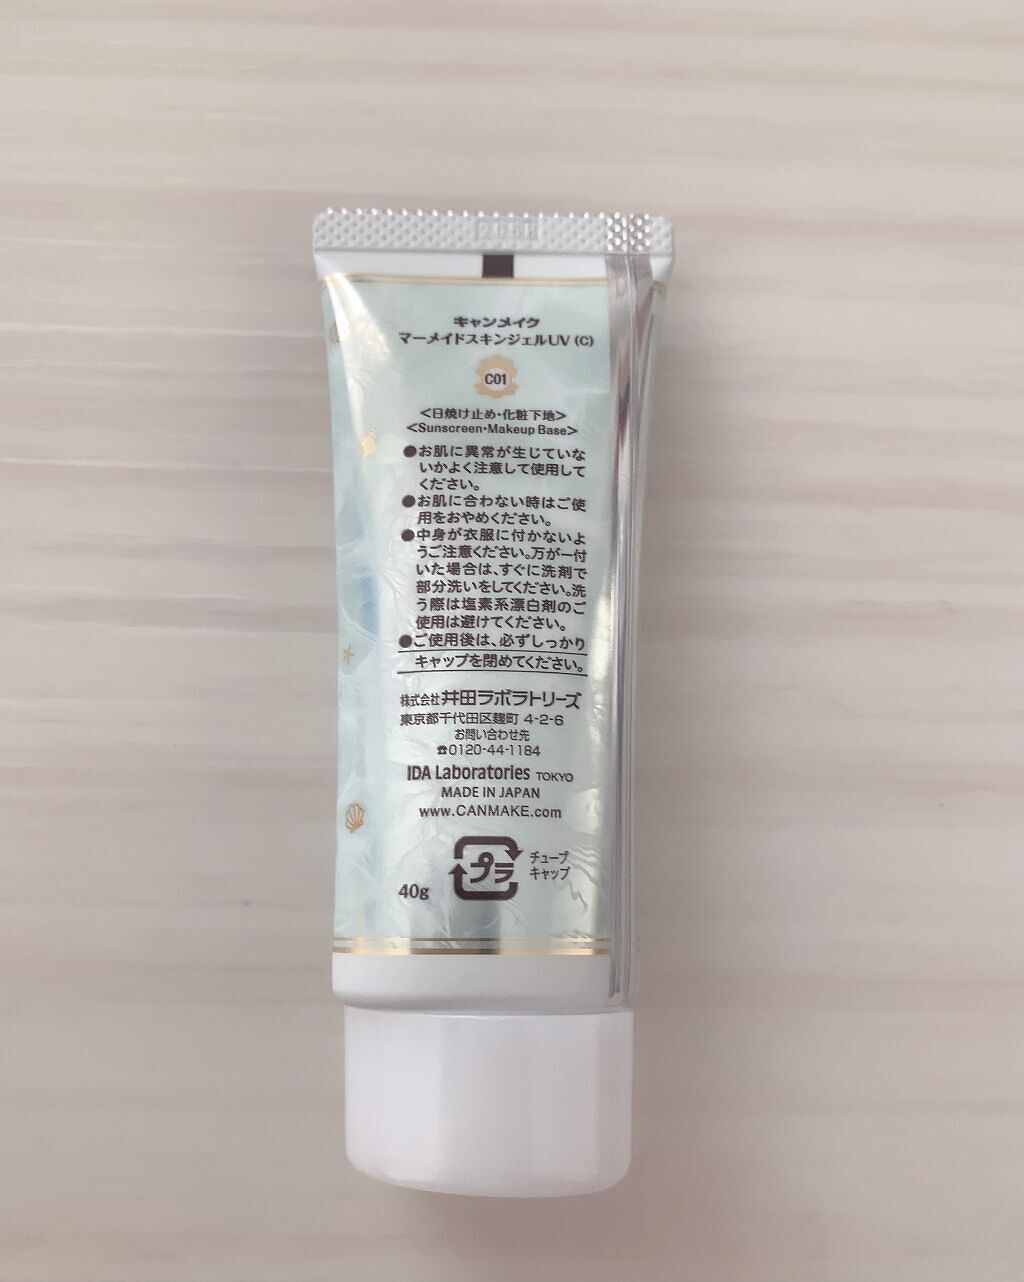 キャンメイク
マーメイドスキンジェルUV(C)
C01
<日焼け止め・化粧下地>
<Sunscreen・Makeup Base>
●お肌に異常が生じていな
いかよく注意して使用して
ください。
●お肌に合わない時はご使
用をおやめください。
●中身が衣服に付かないよ
うご注意ください。万が一付
いた場合は、すぐに洗剤で
部分洗いをしてください。洗
う際は塩素系漂白剤のご
使用は避けてください。
●ご使用後は、必ずしっかり
キャップを閉めてください。
株式会社 井田ラボラトリーズ
東京都千代田区麹町 4-2-6
お問い合わせ先
☎0120-44-1184
IDA Laboratories TOKYO
MADE IN JAPAN
www.CANMAKE.com
プラ
チューブ
キャップ
40g